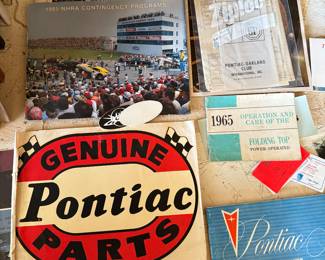 1985 NHRA CONTINGENCY PROGRAMS
PONTIAC-OAKLAND
CLUB
INTERNATIONAL, INC.
1965
OPERATION AND
CARE OF THE
FOLDING TOP
POWER OPERATED
GENUINE
Pontiac
PARTS
Pontiac